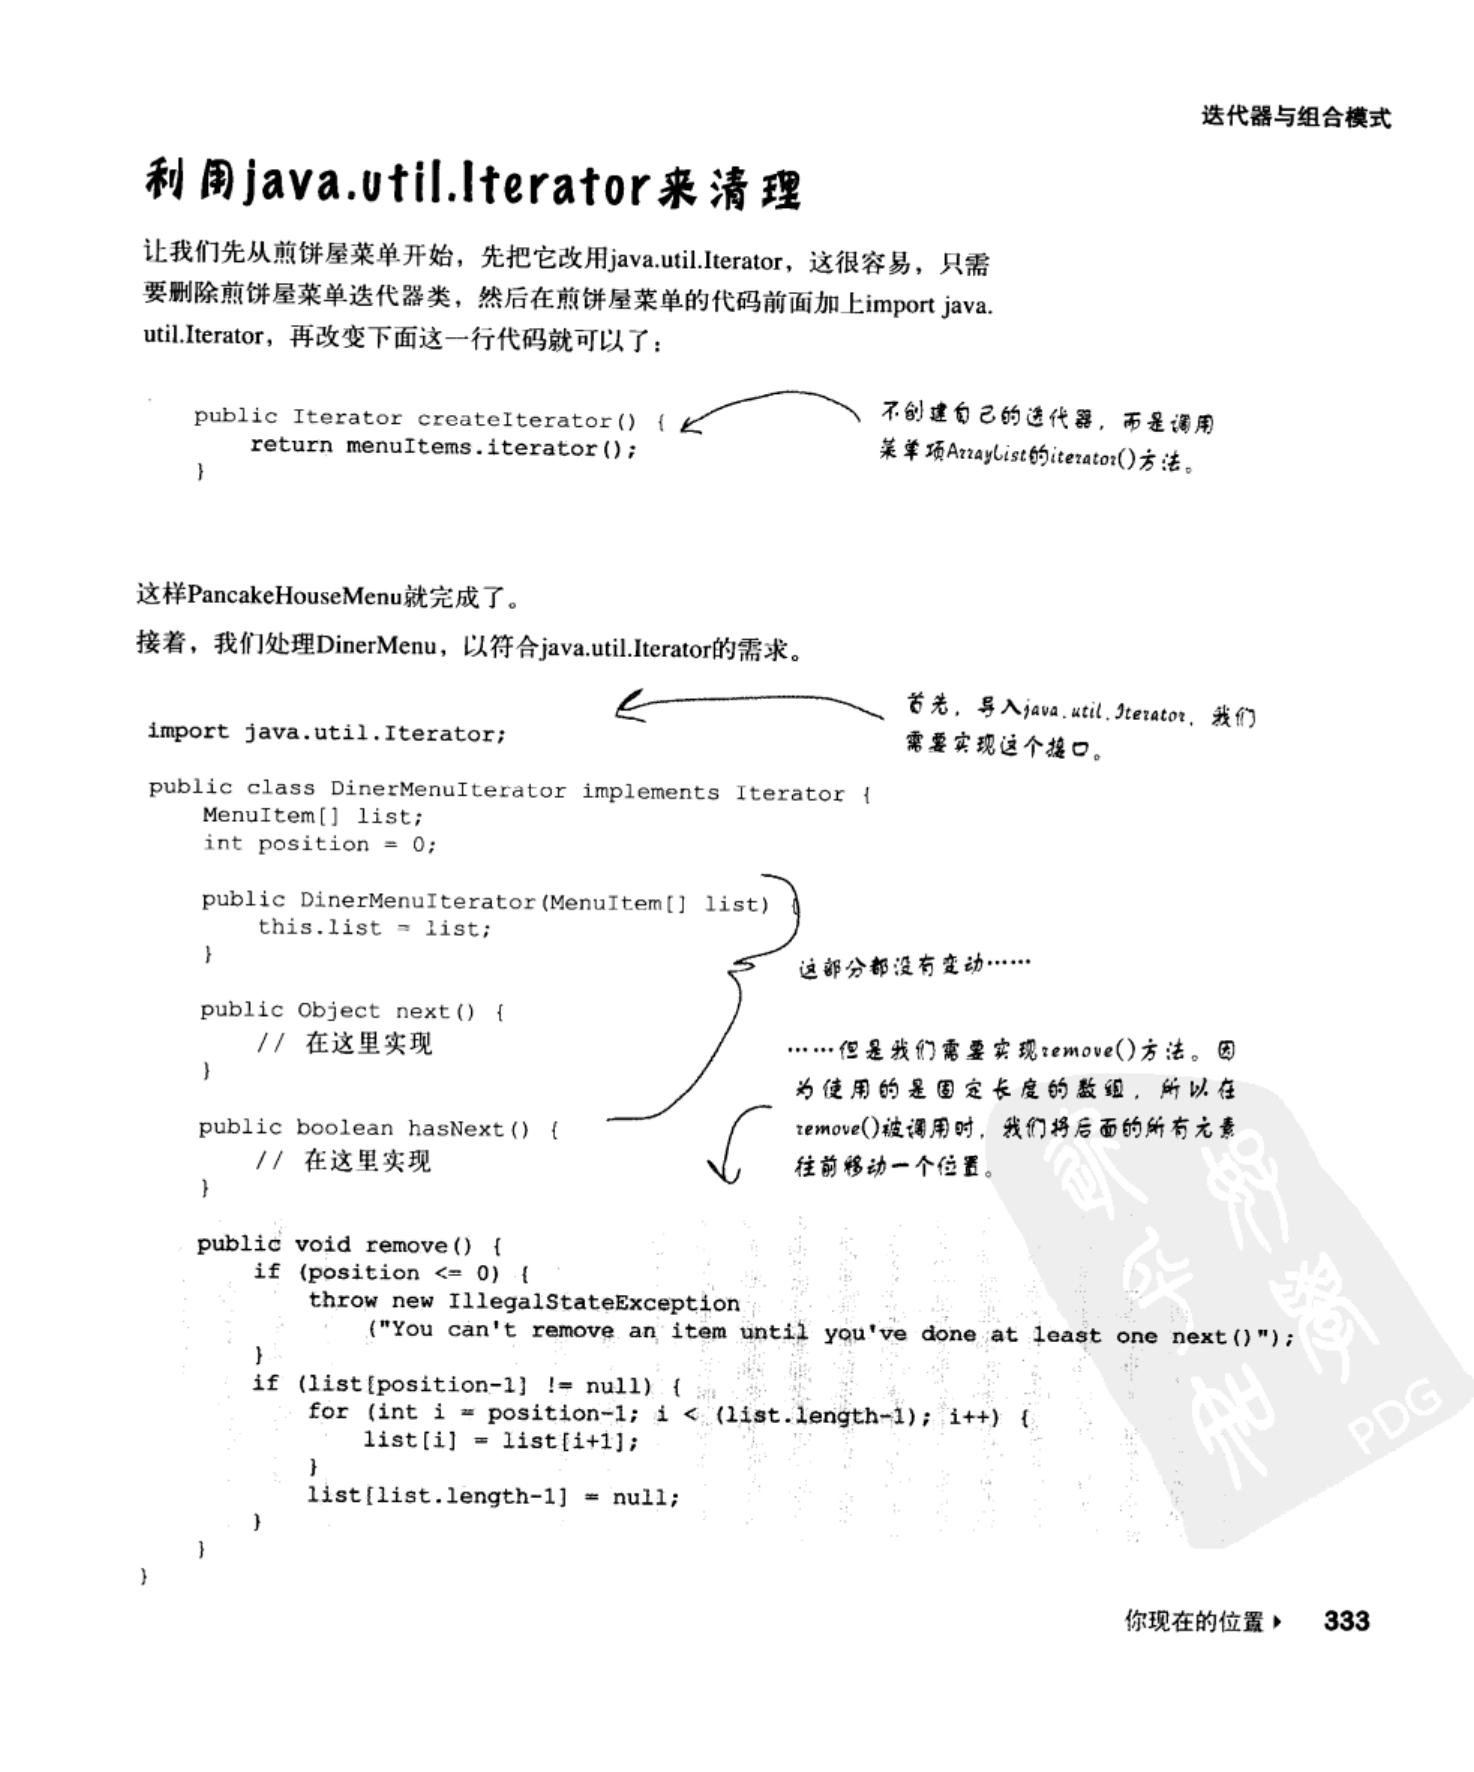 迭代器与组合模式
利用java.util.Iterator来清理
让我们先从煎饼屋菜单开始，先把它改用java.util.Iterator，这很容易，只需
要删除煎饼屋菜单迭代器类，然后在煎饼屋菜单的代码前面加上import java.
util.Iterator，再改变下面这一行代码就可以了：
public Iterator createIterator() {
return menuItems.iterator();
}
不创建自己的迭代器，而是调用
菜单项ArrayList的iterator()方法。
这样PancakeHouseMenu就完成了。
接着，我们处理DinerMenu，以符合java.util.Iterator的需求。
首先，导入java.util.Iterator，我们
需要实现这个接口。
import java.util.Iterator;
public class DinerMenuIterator implements Iterator {
MenuItem[] list;
int position = 0;
public DinerMenuIterator(MenuItem[] list) {
this.list = list;
}
这部分都没有变动……
public Object next() {
// 在这里实现
}
……但是我们需要实现remove()方法。因
为使用的是固定长度的数组，所以在
remove()被调用时，我们将后面的所有元素
往前移动一个位置。
public boolean hasNext() {
// 在这里实现
}
public void remove() {
if (position <= 0) {
throw new IllegalStateException
("You can't remove an item until you've done at least one next()");
}
if (list[position-1] != null) {
for (int i = position-1; i < (list.length-1); i++) {
list[i] = list[i+1];
}
list[list.length-1] = null;
}
}
}
PDG
你现在的位置▸ 333